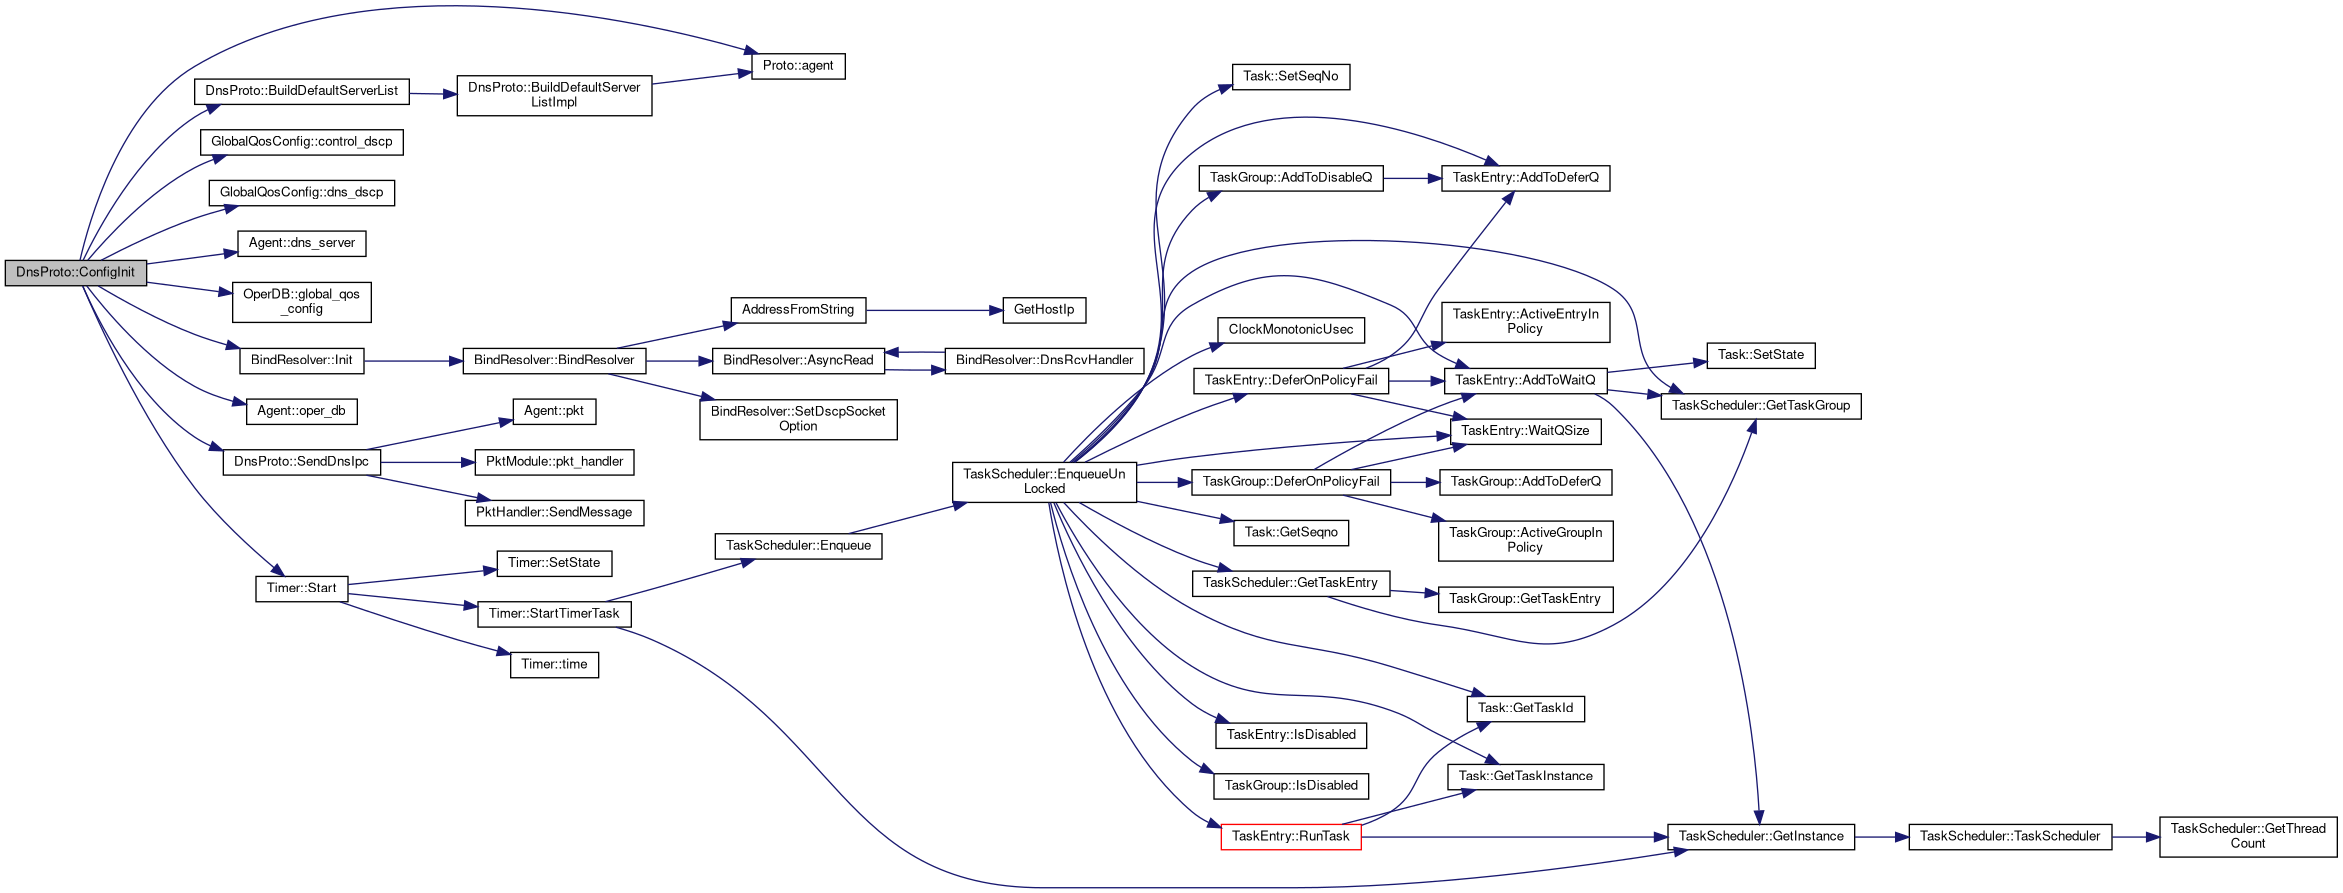 DnsProto::ConfigInit
Proto::agent
DnsProto::BuildDefaultServerList
DnsProto::BuildDefaultServer
ListImpl
GlobalQosConfig::control_dscp
GlobalQosConfig::dns_dscp
Agent::dns_server
OperDB::global_qos
_config
BindResolver::Init
BindResolver::BindResolver
AddressFromString
GetHostIp
BindResolver::AsyncRead
BindResolver::DnsRcvHandler
BindResolver::SetDscpSocket
Option
Agent::oper_db
DnsProto::SendDnsIpc
Agent::pkt
PktModule::pkt_handler
PktHandler::SendMessage
Timer::Start
Timer::SetState
Timer::StartTimerTask
Timer::time
TaskScheduler::Enqueue
TaskScheduler::EnqueueUn
Locked
Task::SetSeqNo
TaskGroup::AddToDisableQ
TaskEntry::AddToDeferQ
ClockMonotonicUsec
TaskEntry::ActiveEntryIn
Policy
TaskEntry::DeferOnPolicyFail
TaskEntry::AddToWaitQ
Task::SetState
TaskScheduler::GetTaskGroup
TaskEntry::WaitQSize
TaskGroup::DeferOnPolicyFail
TaskGroup::AddToDeferQ
Task::GetSeqno
TaskGroup::ActiveGroupIn
Policy
TaskScheduler::GetTaskEntry
TaskGroup::GetTaskEntry
Task::GetTaskId
TaskEntry::IsDisabled
Task::GetTaskInstance
TaskGroup::IsDisabled
TaskEntry::RunTask
TaskScheduler::GetInstance
TaskScheduler::TaskScheduler
TaskScheduler::GetThread
Count